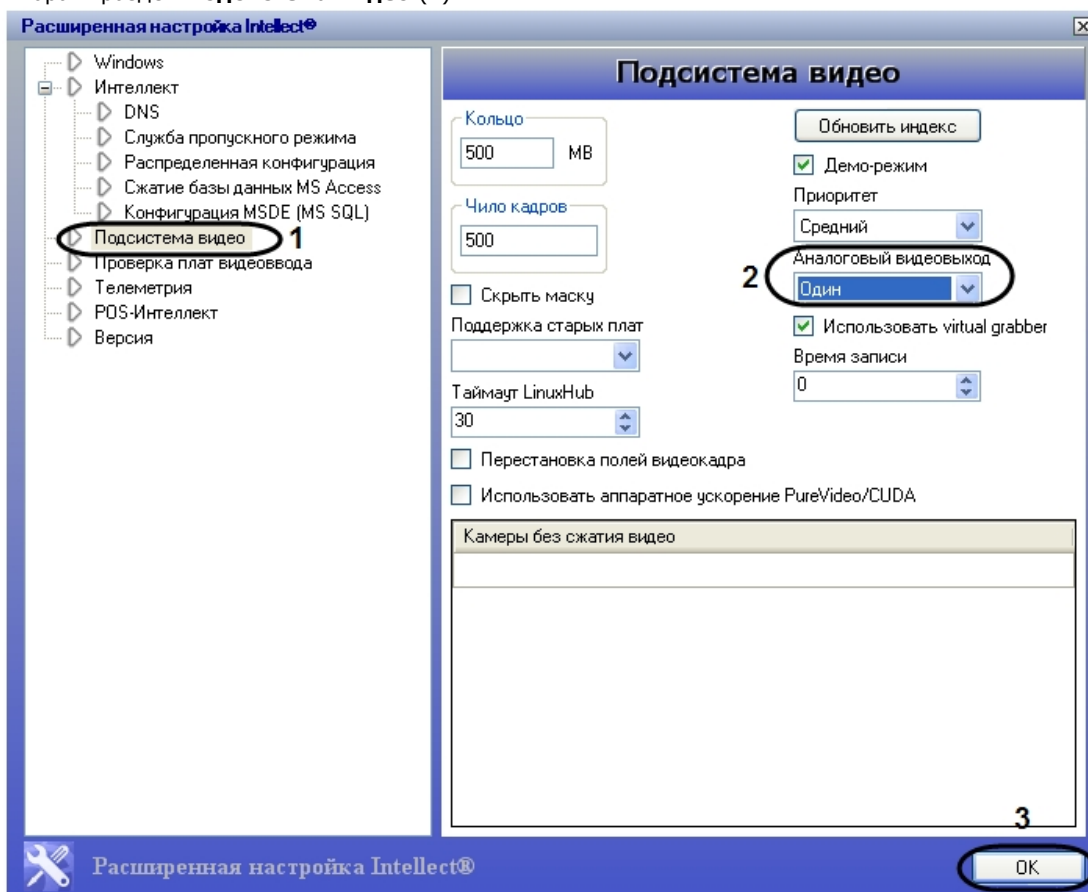 Расширенная настройка Intellect®
Windows
Интеллект
DNS
Служба пропускного режима
Распределенная конфигурация
Сжатие базы данных MS Access
Конфигурация MSDE (MS SQL)
Подсистема видео 1
Проверка плат видеоввода
Телеметрия
POS-Интеллект
Версия
Подсистема видео
Кольцо
500 MB
Чило кадров
500
Скрыть маску
Поддержка старых плат
Таймаут LinuxHub
30
Обновить индекс
Демо-режим
Приоритет
Средний
Аналоговый видеовыход
2 Один
Использовать virtual grabber
Время записи
0
Перестановка полей видеокадра
Использовать аппаратное ускорение PureVideo/CUDA
Камеры без сжатия видео
3
Расширенная настройка Intellect®
OK